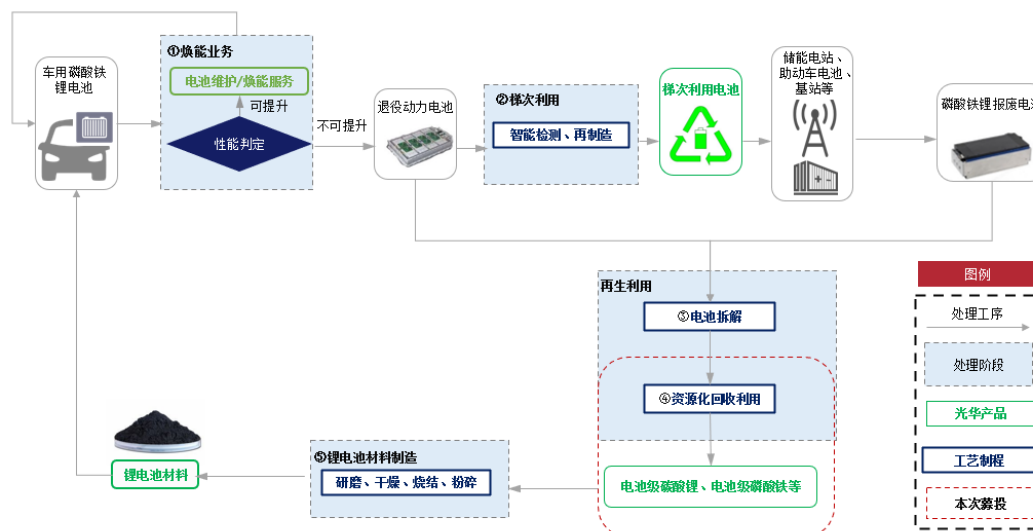 车用磷酸铁
锂电池
①焕能业务
电池维护/焕能服务
可提升
性能判定
不可提升
退役动力电池
②梯次利用
智能检测、再制造
梯次利用电池
储能电站、
助动车电池、
基站等
磷酸铁锂报废电池
再生利用
③电池拆解
④资源化回收利用
电池级碳酸锂、电池级磷酸铁等
⑤锂电池材料制造
研磨、干燥、烧结、粉碎
锂电池材料
图例
处理工序
处理阶段
光华产品
工艺制程
本次募投